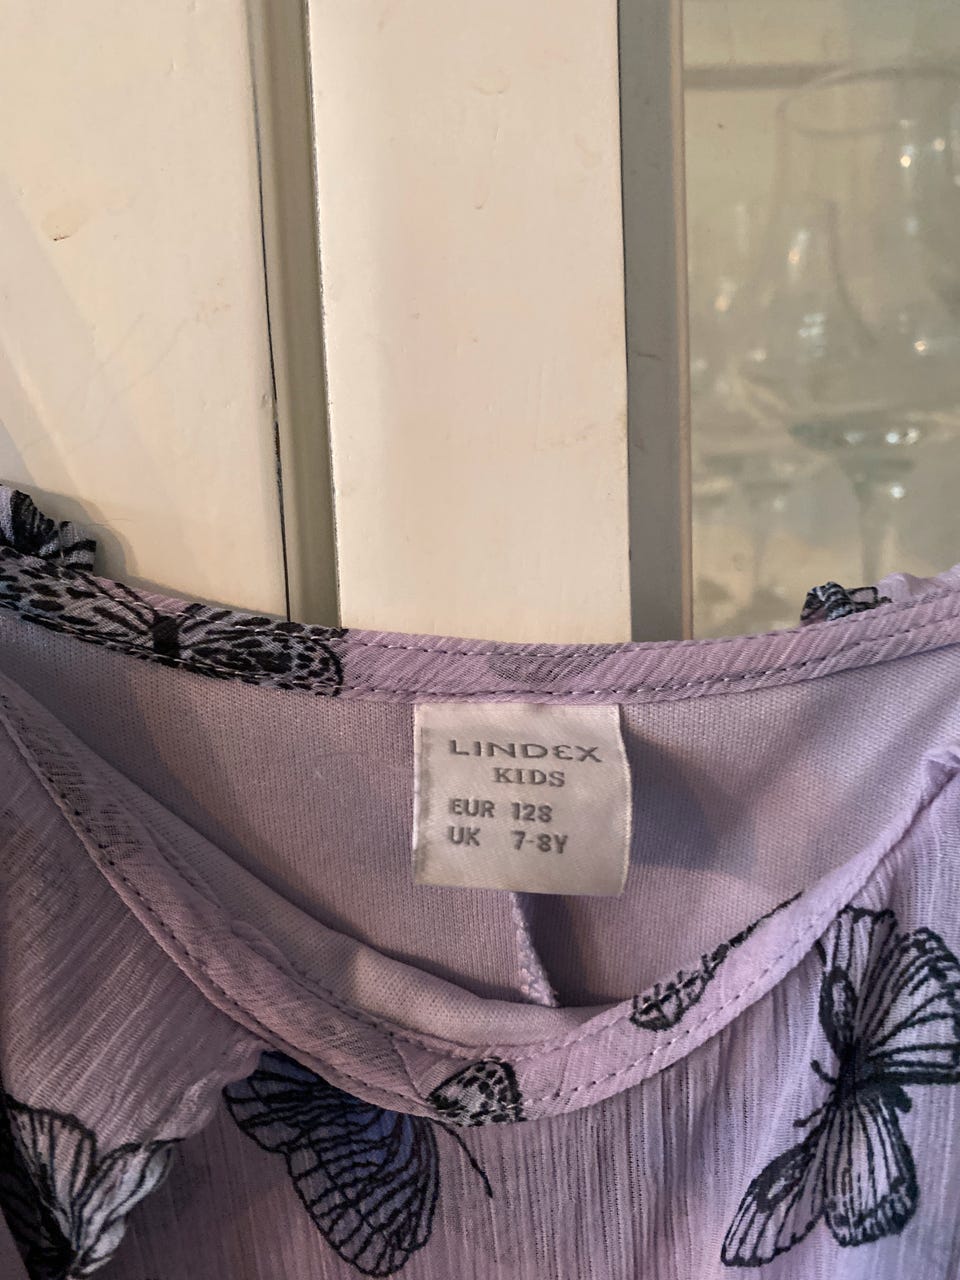 LINDEX
KIDS
EUR 128
UK 7-8Y